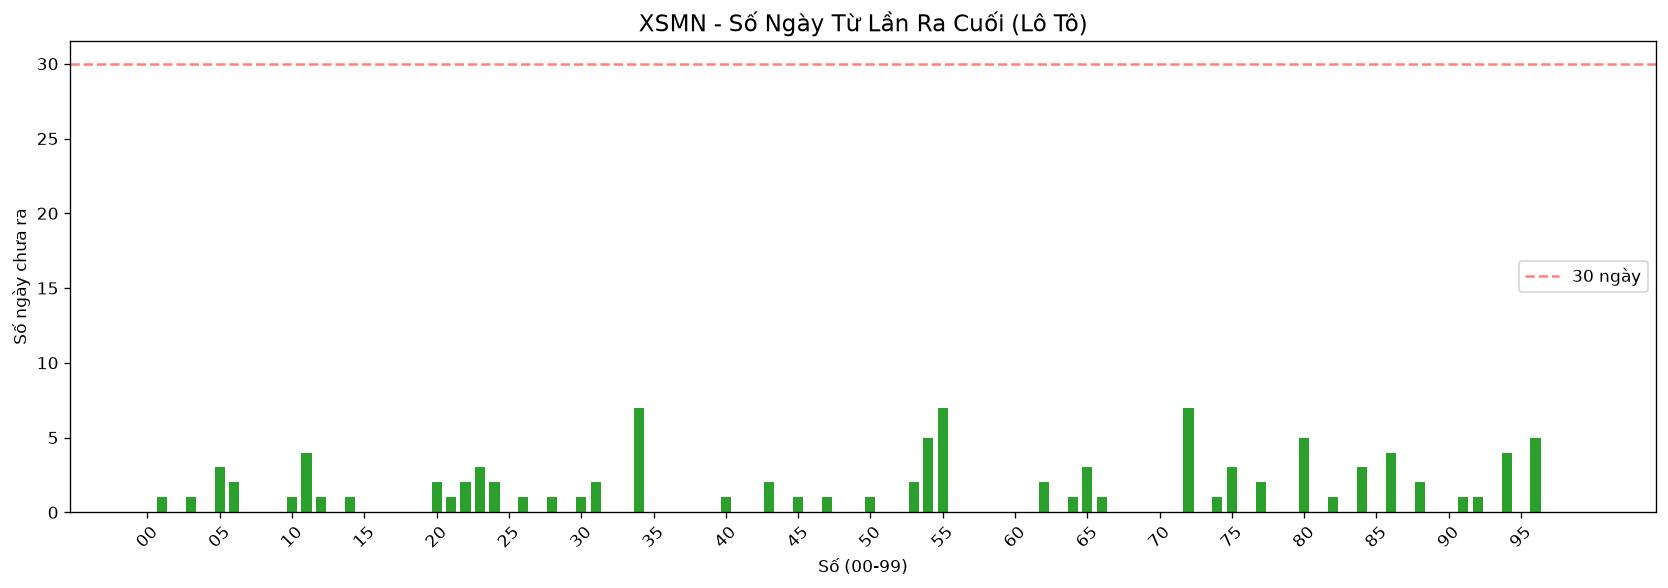 XSMN - Số Ngày Từ Lần Ra Cuối (Lô Tô)
Số ngày chưa ra
30
25
20
15
10
5
0
30 ngày
00 05 10 15 20 25 30 35 40 45 50 55 60 65 70 75 80 85 90 95
Số (00-99)